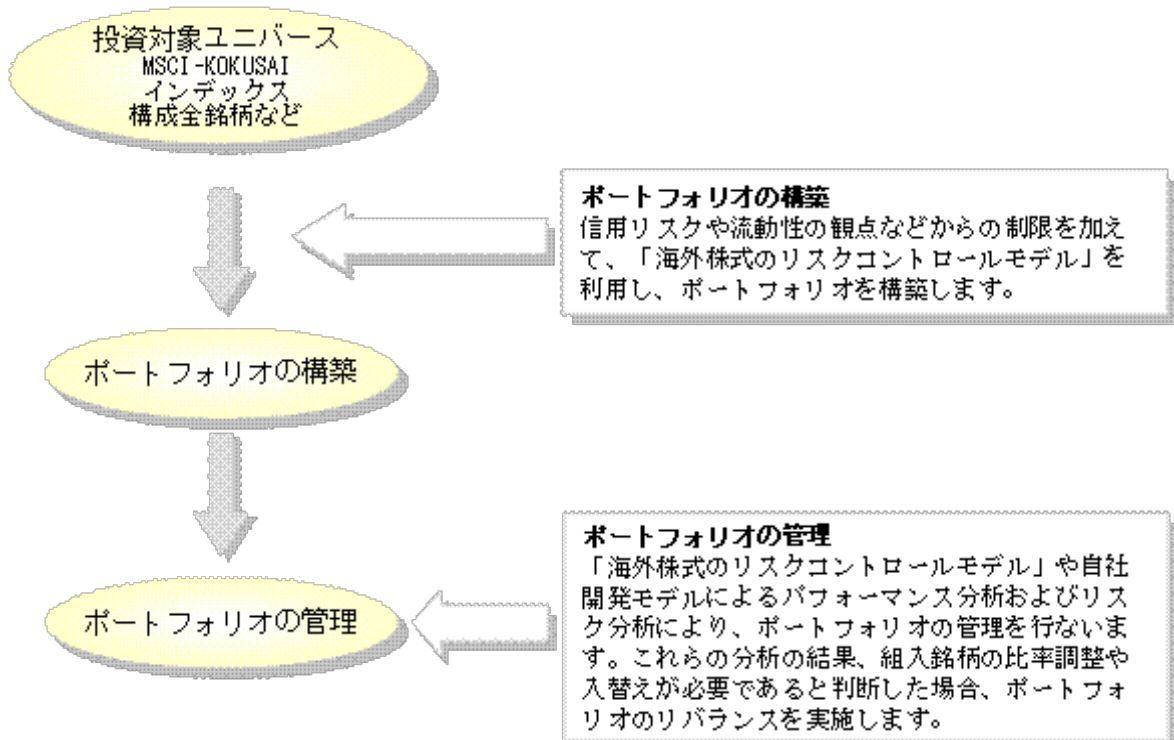 投資対象ユニバース
MSCI-KOKUSAI
インデックス
構成全銘柄など
ポートフォリオの構築
信用リスクや流動性の観点などからの制限を加え
て、「海外株式のリスクコントロールモデル」を
利用し、ポートフォリオを構築します。
ポートフォリオの構築
ポートフォリオの管理
「海外株式のリスクコントロールモデル」や自社
開発モデルによるパフォーマンス分析およびリス
ク分析により、ポートフォリオの管理を行ないま
す。これらの分析の結果、組入銘柄の比率調整や
入替えが必要であると判断した場合、ポートフォ
リオのリバランスを実施します。
ポートフォリオの管理